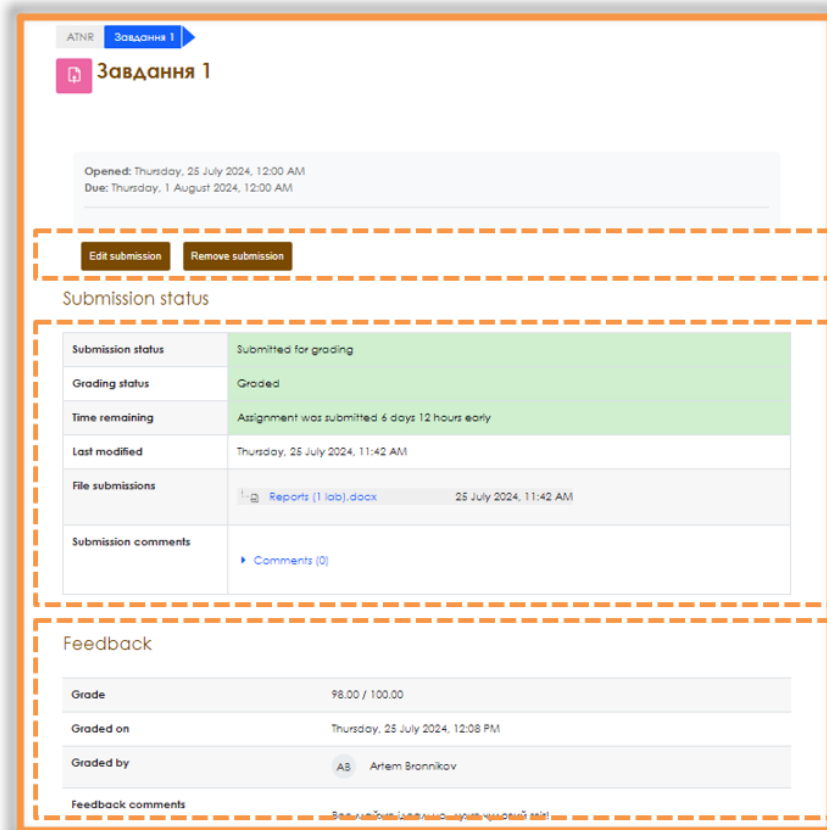 ATNR Завдання 1
Завдання 1
Opened: Thursday, 25 July 2024, 12:00 AM
Due: Thursday, 1 August 2024, 12:00 AM
Edit submission Remove submission
Submission status
Submission status Submitted for grading
Grading status Graded
Time remaining Assignment was submitted 6 days 12 hours early
Last modified Thursday, 25 July 2024, 11:42 AM
File submissions Reports (1 lab).docx 25 July 2024, 11:42 AM
Submission comments Comments (0)
Feedback
Grade 98.00 / 100.00
Graded on Thursday, 25 July 2024, 12:08 PM
Graded by AB Artem Bronnikov
Feedback comments